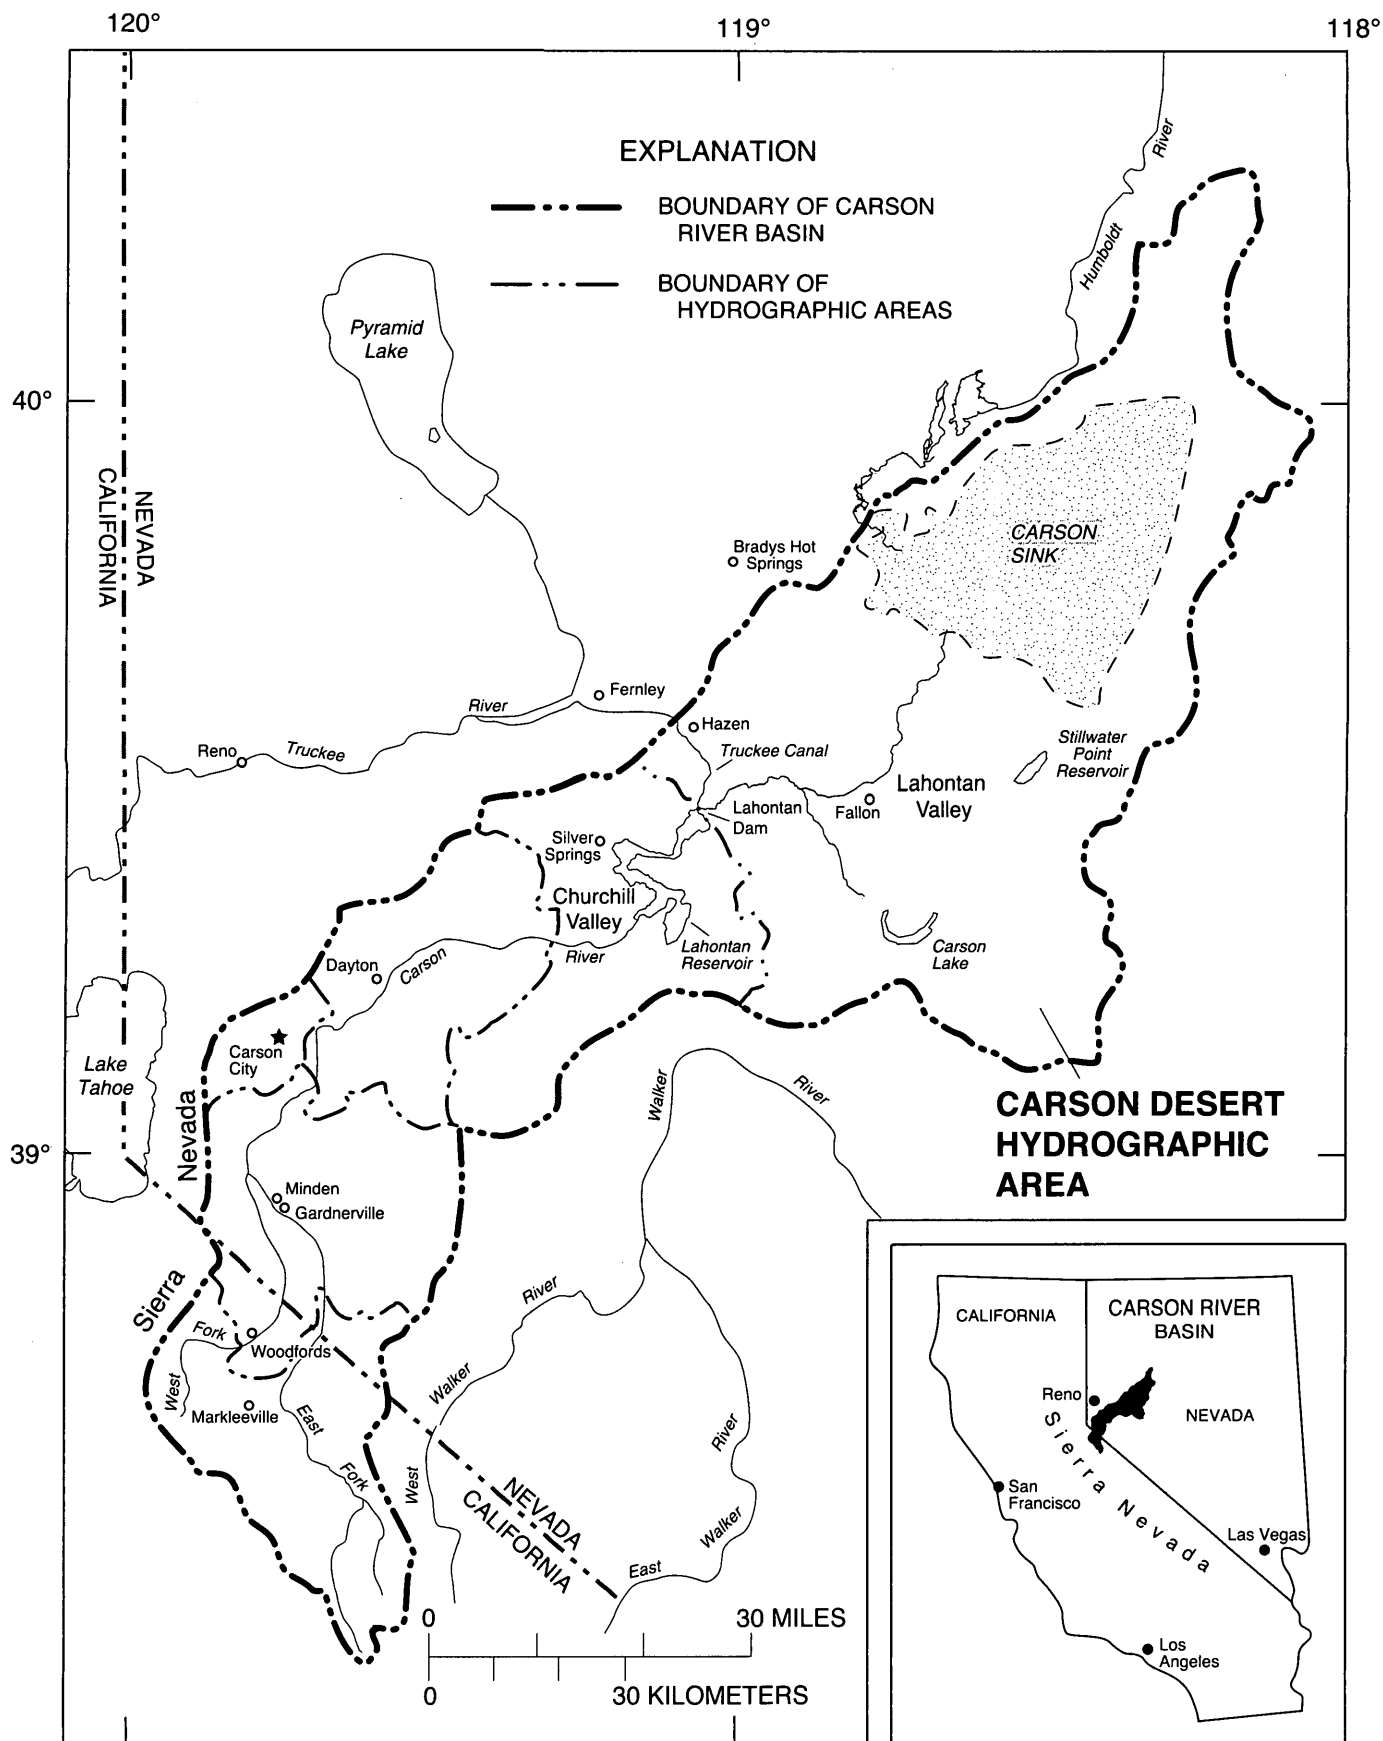 120°
119°
118°
EXPLANATION
BOUNDARY OF CARSON
RIVER BASIN
BOUNDARY OF
HYDROGRAPHIC AREAS
River
Humboldt
Pyramid
Lake
40°
NEVADA
CALIFORNIA
CARSON
SINK
Bradys Hot
Springs
Fernley
River
Hazen
Reno
Truckee
Truckee Canal
Stillwater
Point
Reservoir
Lahontan
Valley
Lahontan
Dam
Fallon
Silver
Springs
Churchill
Valley
Lahontan
Reservoir
Carson
Lake
Dayton
Carson
River
Carson
City
Lake
Tahoe
Nevada
Walker
River
CARSON DESERT
HYDROGRAPHIC
AREA
39°
Minden
Gardnerville
Sierra
River
Fork
Woodfords
West
Markleeville
East
Fork
Walker
West
River
Walker
East
NEVADA
CALIFORNIA
0
30 MILES
0
30 KILOMETERS
CALIFORNIA
CARSON RIVER
BASIN
Reno
NEVADA
Sierra Nevada
San
Francisco
Las Vegas
Los
Angeles